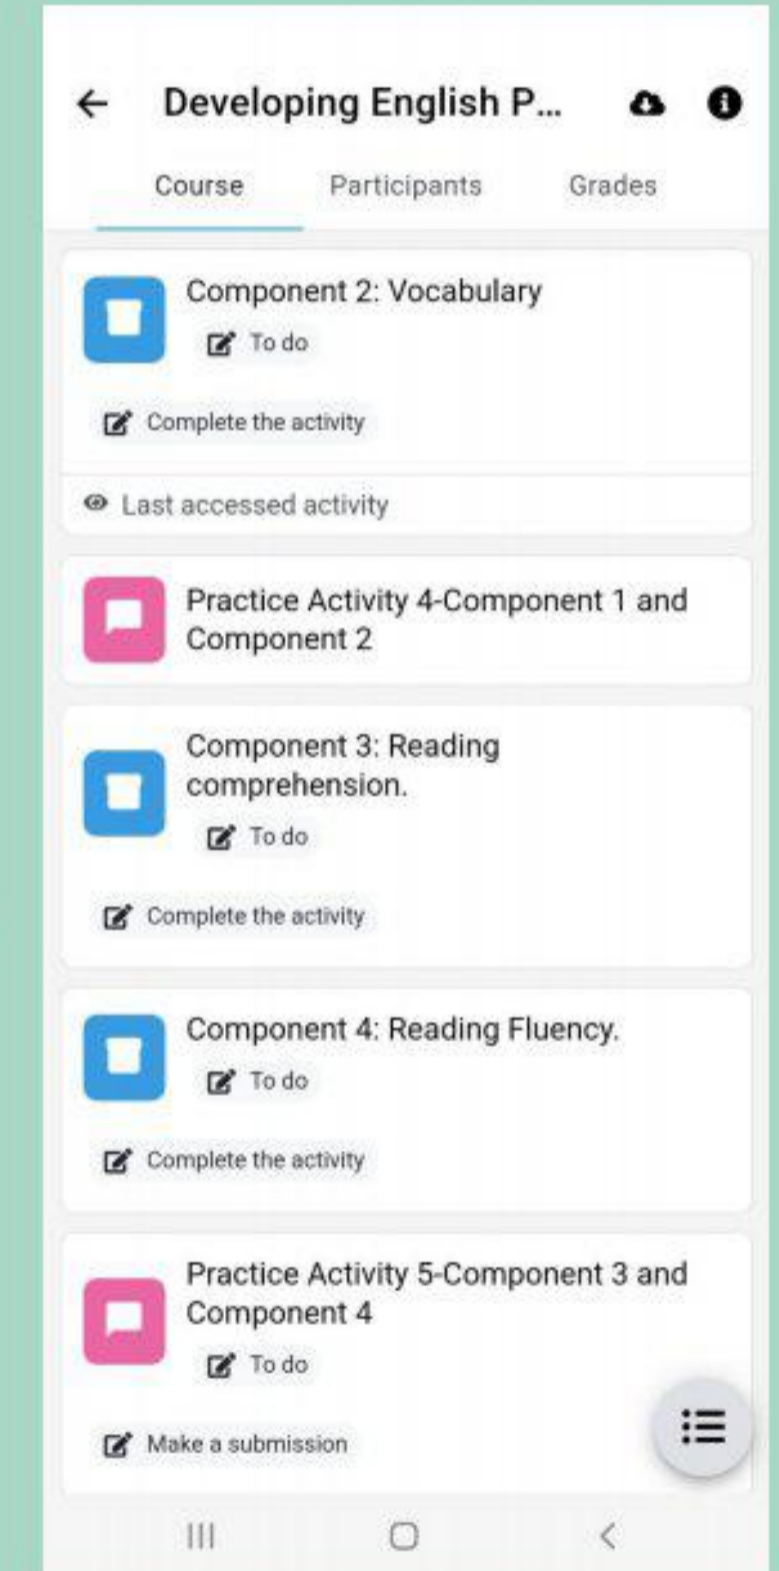 Developing English P...
Course Participants Grades
Component 2: Vocabulary
To do
Complete the activity
Last accessed activity
Practice Activity 4-Component 1 and
Component 2
Component 3: Reading
comprehension.
To do
Complete the activity
Component 4: Reading Fluency.
To do
Complete the activity
Practice Activity 5-Component 3 and
Component 4
To do
Make a submission